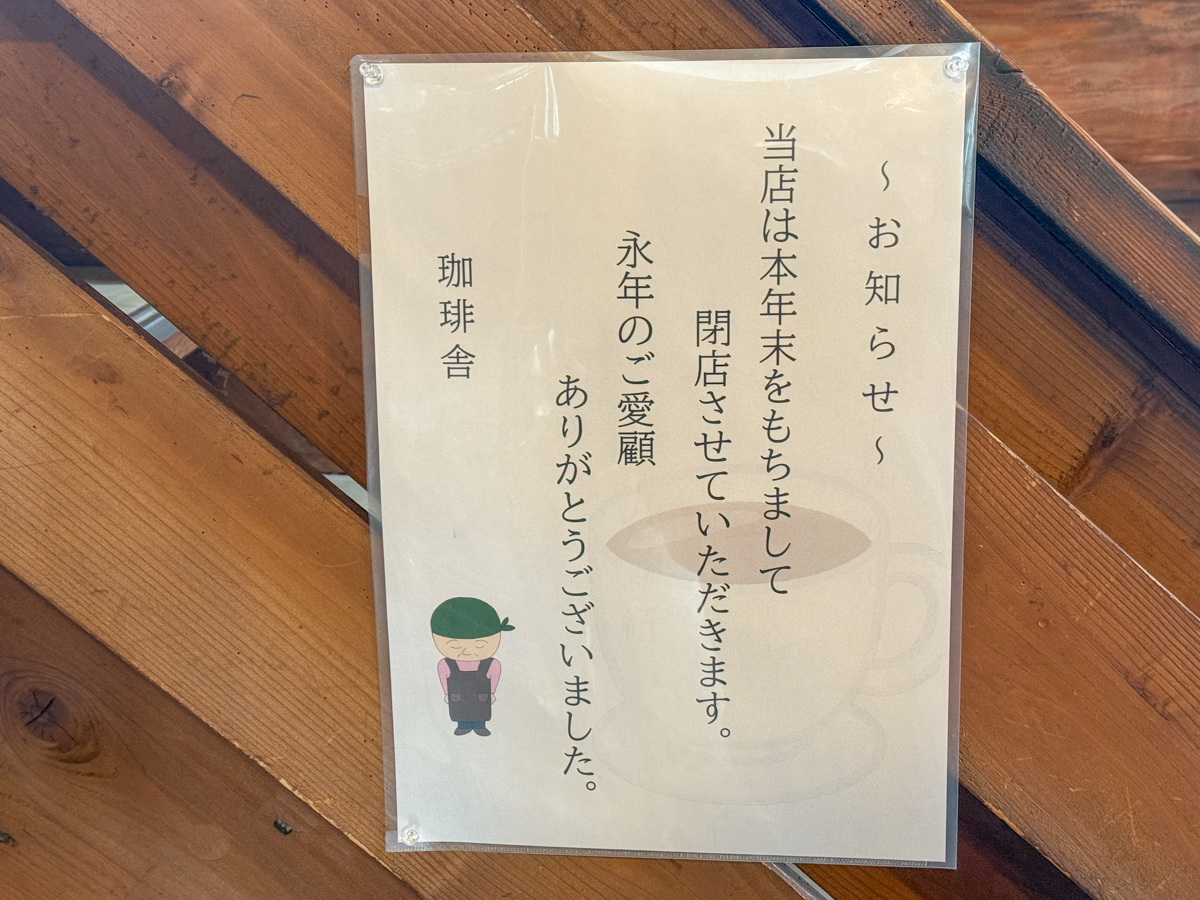 ～お知らせ～
当店は本年末をもちまして
閉店させていただきます。
永年のご愛顧
ありがとうございました。
珈琲舎